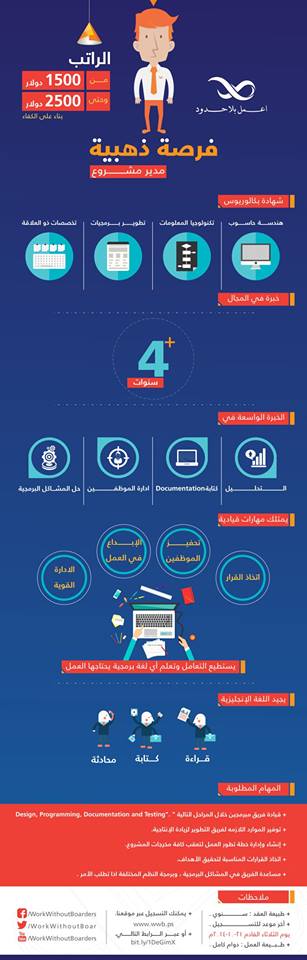 الراتب
من 1500 دولار
وحتى 2500 دولار
بناء على الكفاءة
اعمل بلا حدود
فرصة ذهبية
مدير مشروع
شهادة بكالوريوس
هندسة حاسوب
تكنولوجيا المعلومات
تطوير برمجيات
تخصصات ذو العلاقة
خبرة في المجال
4+
سنوات
الخبرة الواسعة في
التحليل
كتابة Documentation
ادارة الموظفين
حل المشاكل البرمجية
يمتلك مهارات قيادية
اتخاذ القرار
تحفيز الموظفين
الإبداع في العمل
الادارة القوية
يستطيع التعامل وتعلم أي لغة برمجية يحتاجها العمل
يجيد اللغة الإنجليزية
قراءة
كتابة
محادثة
المهام المطلوبة
+ قيادة فريق مبرمجين خلال المراحل التالية " Design, Programming, Documentation and Testing".
+ توفير الموارد اللازمه لفريق التطوير لزيادة الإنتاجية.
+ إنشاء وإدارة خطة تطور العمل لتعقب كافة مخرجات المشروع.
+ اتخاذ القرارات المناسبة لتحقيق الأهداف.
+ مساعدة الفريق في المشاكل البرمجية ، وبرمجة النظم المختلفة اذا تطلب الأمر .
ملاحظات
+ طبيعة العقد : سنوي .
+ آخر موعد للتسجيل
يوم الثلاثاء القادم
+ طبيعة العمل : دوام كامل .
+ يمكنك التسجيل عبر موقعنا.
www.wwb.ps
+ أو عبر الرابط التالي.
bit.ly/1DeGimX
/WorkWithoutBoarders
/WorkWithoutBoar
/WorkWithoutBoarders